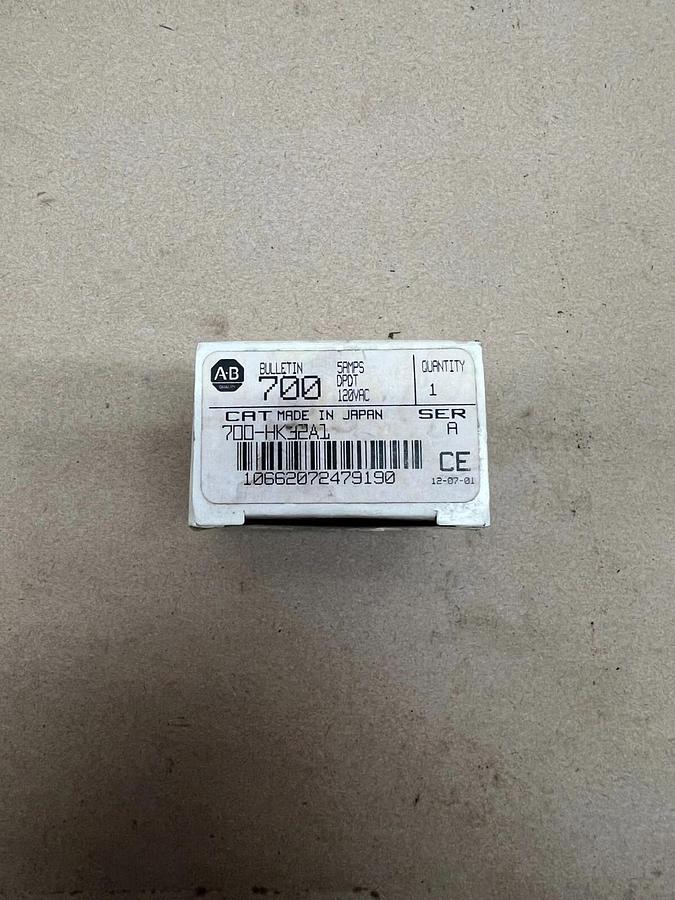 A-B
QUALITY
BULLETIN
700
5AMPS
DPDT
120VAC
QUANTITY
1
CAT MADE IN JAPAN
700-HK32A1
SER
A
10662072479190
CE
12-07-01